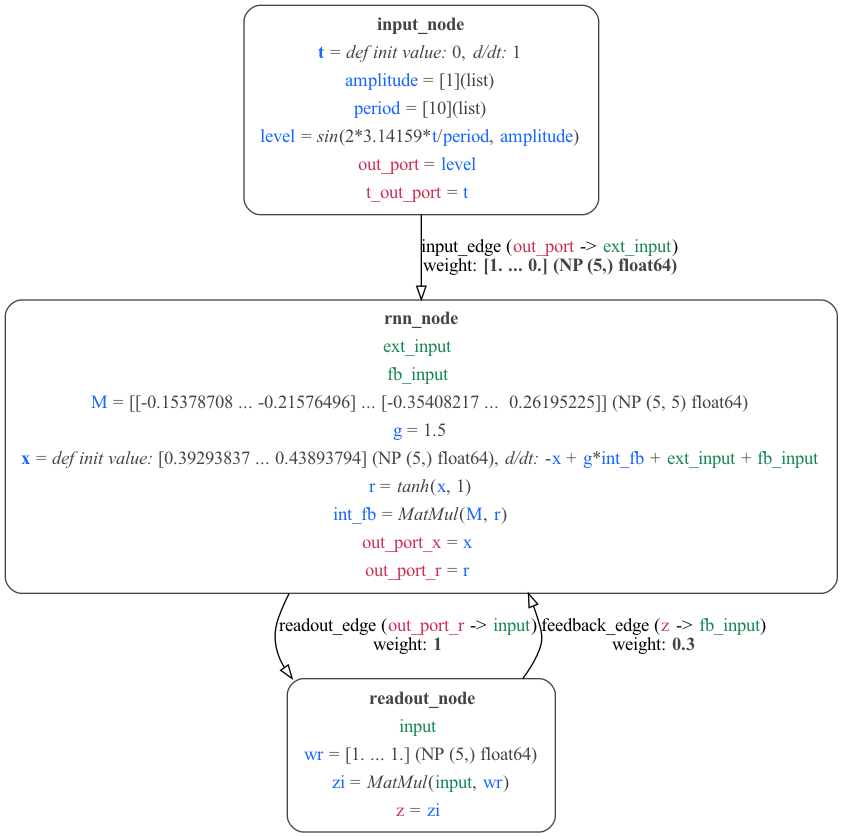 input_node
t = def init value: 0, d/dt: 1
amplitude = [1](list)
period = [10](list)
level = sin(2*3.14159*t/period, amplitude)
out_port = level
t_out_port = t
input_edge (out_port -> ext_input)
weight: [1. ... 0.] (NP (5,) float64)
rnn_node
ext_input
fb_input
M = [[-0.15378708 ... -0.21576496] ... [-0.35408217 ...  0.26195225]] (NP (5, 5) float64)
g = 1.5
x = def init value: [0.39293837 ... 0.43893794] (NP (5,) float64), d/dt: -x + g*int_fb + ext_input + fb_input
r = tanh(x, 1)
int_fb = MatMul(M, r)
out_port_x = x
out_port_r = r
readout_edge (out_port_r -> input)
weight: 1
feedback_edge (z -> fb_input)
weight: 0.3
readout_node
input
wr = [1. ... 1.] (NP (5,) float64)
zi = MatMul(input, wr)
z = zi